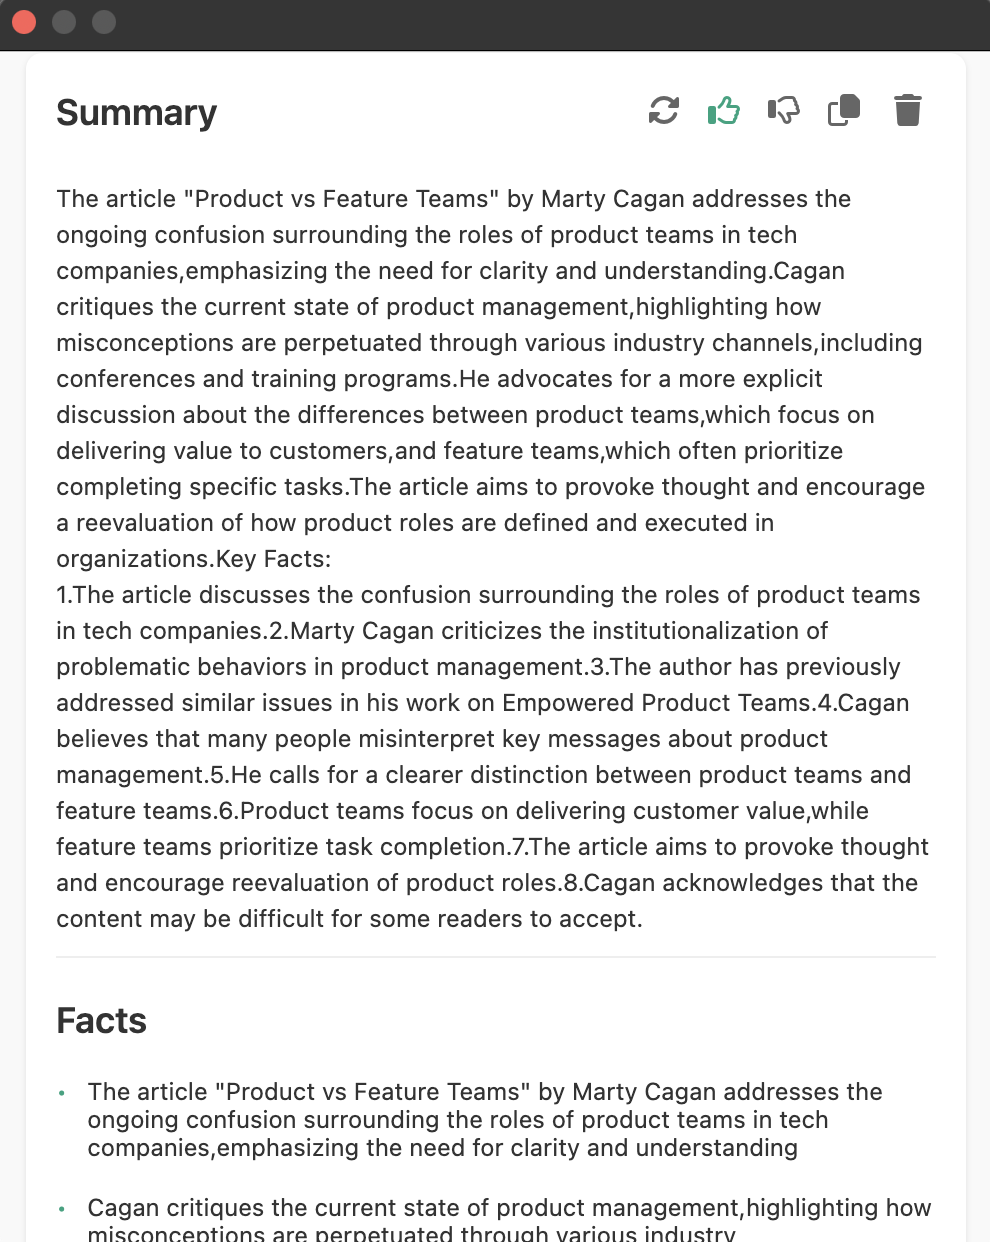 Summary
The article "Product vs Feature Teams" by Marty Cagan addresses the
ongoing confusion surrounding the roles of product teams in tech
companies,emphasizing the need for clarity and understanding.Cagan
critiques the current state of product management,highlighting how
misconceptions are perpetuated through various industry channels,including
conferences and training programs.He advocates for a more explicit
discussion about the differences between product teams,which focus on
delivering value to customers,and feature teams,which often prioritize
completing specific tasks.The article aims to provoke thought and encourage
a reevaluation of how product roles are defined and executed in
organizations.Key Facts:
1.The article discusses the confusion surrounding the roles of product teams
in tech companies.2.Marty Cagan criticizes the institutionalization of
problematic behaviors in product management.3.The author has previously
addressed similar issues in his work on Empowered Product Teams.4.Cagan
believes that many people misinterpret key messages about product
management.5.He calls for a clearer distinction between product teams and
feature teams.6.Product teams focus on delivering customer value,while
feature teams prioritize task completion.7.The article aims to provoke thought
and encourage reevaluation of product roles.8.Cagan acknowledges that the
content may be difficult for some readers to accept.
Facts
• The article "Product vs Feature Teams" by Marty Cagan addresses the
ongoing confusion surrounding the roles of product teams in tech
companies,emphasizing the need for clarity and understanding
• Cagan critiques the current state of product management,highlighting how
misconceptions are perpetuated through various industry